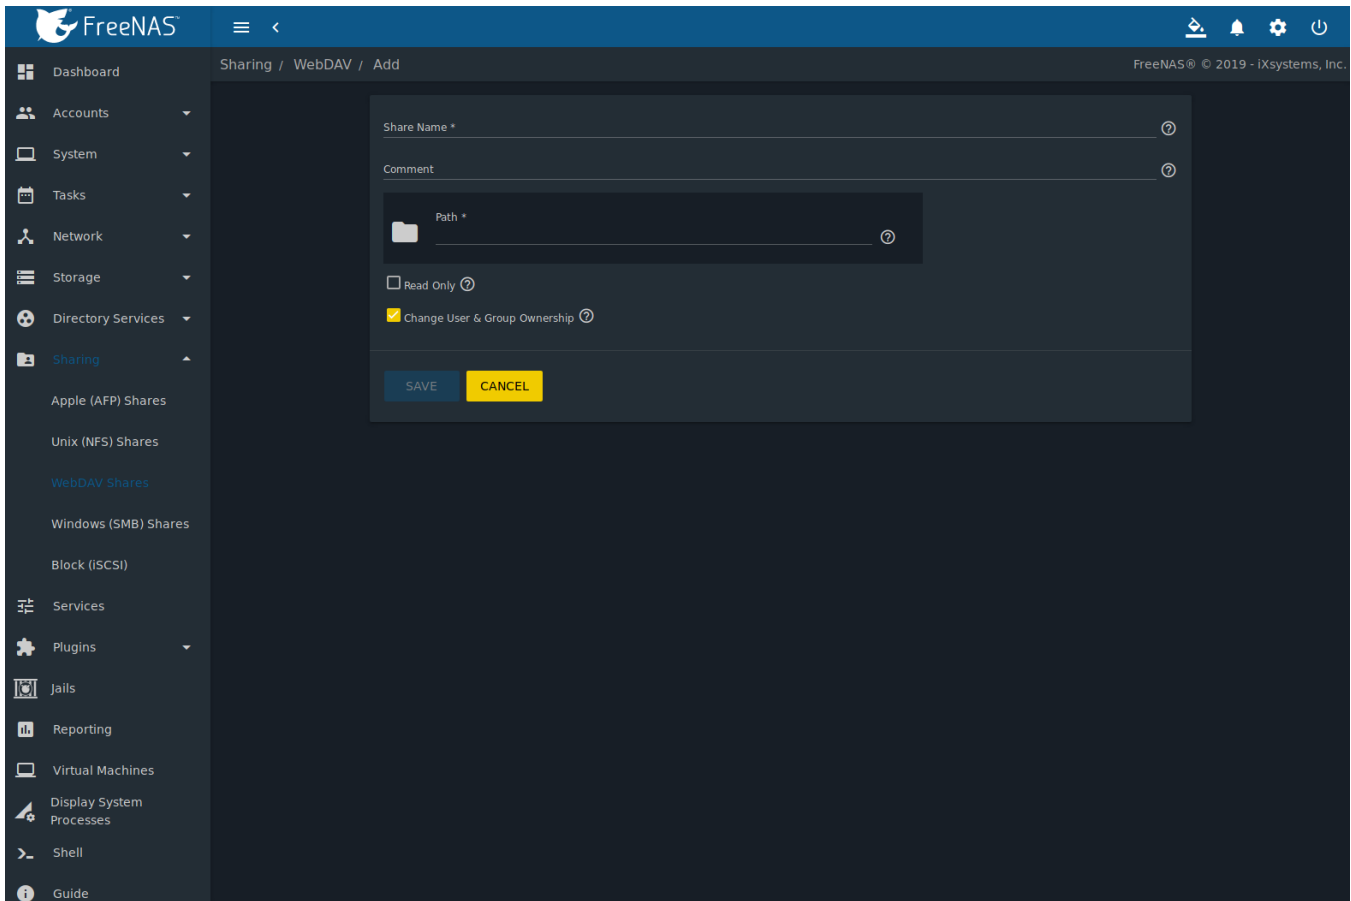 FreeNAS™
Sharing / WebDAV / Add
FreeNAS® © 2019 - iXsystems, Inc.
Dashboard
Accounts
System
Tasks
Network
Storage
Directory Services
Sharing
Apple (AFP) Shares
Unix (NFS) Shares
WebDAV Shares
Windows (SMB) Shares
Block (iSCSI)
Services
Plugins
Jails
Reporting
Virtual Machines
Display System
Processes
Shell
Guide
Share Name *
Comment
Path *
Read Only
Change User & Group Ownership
SAVE
CANCEL